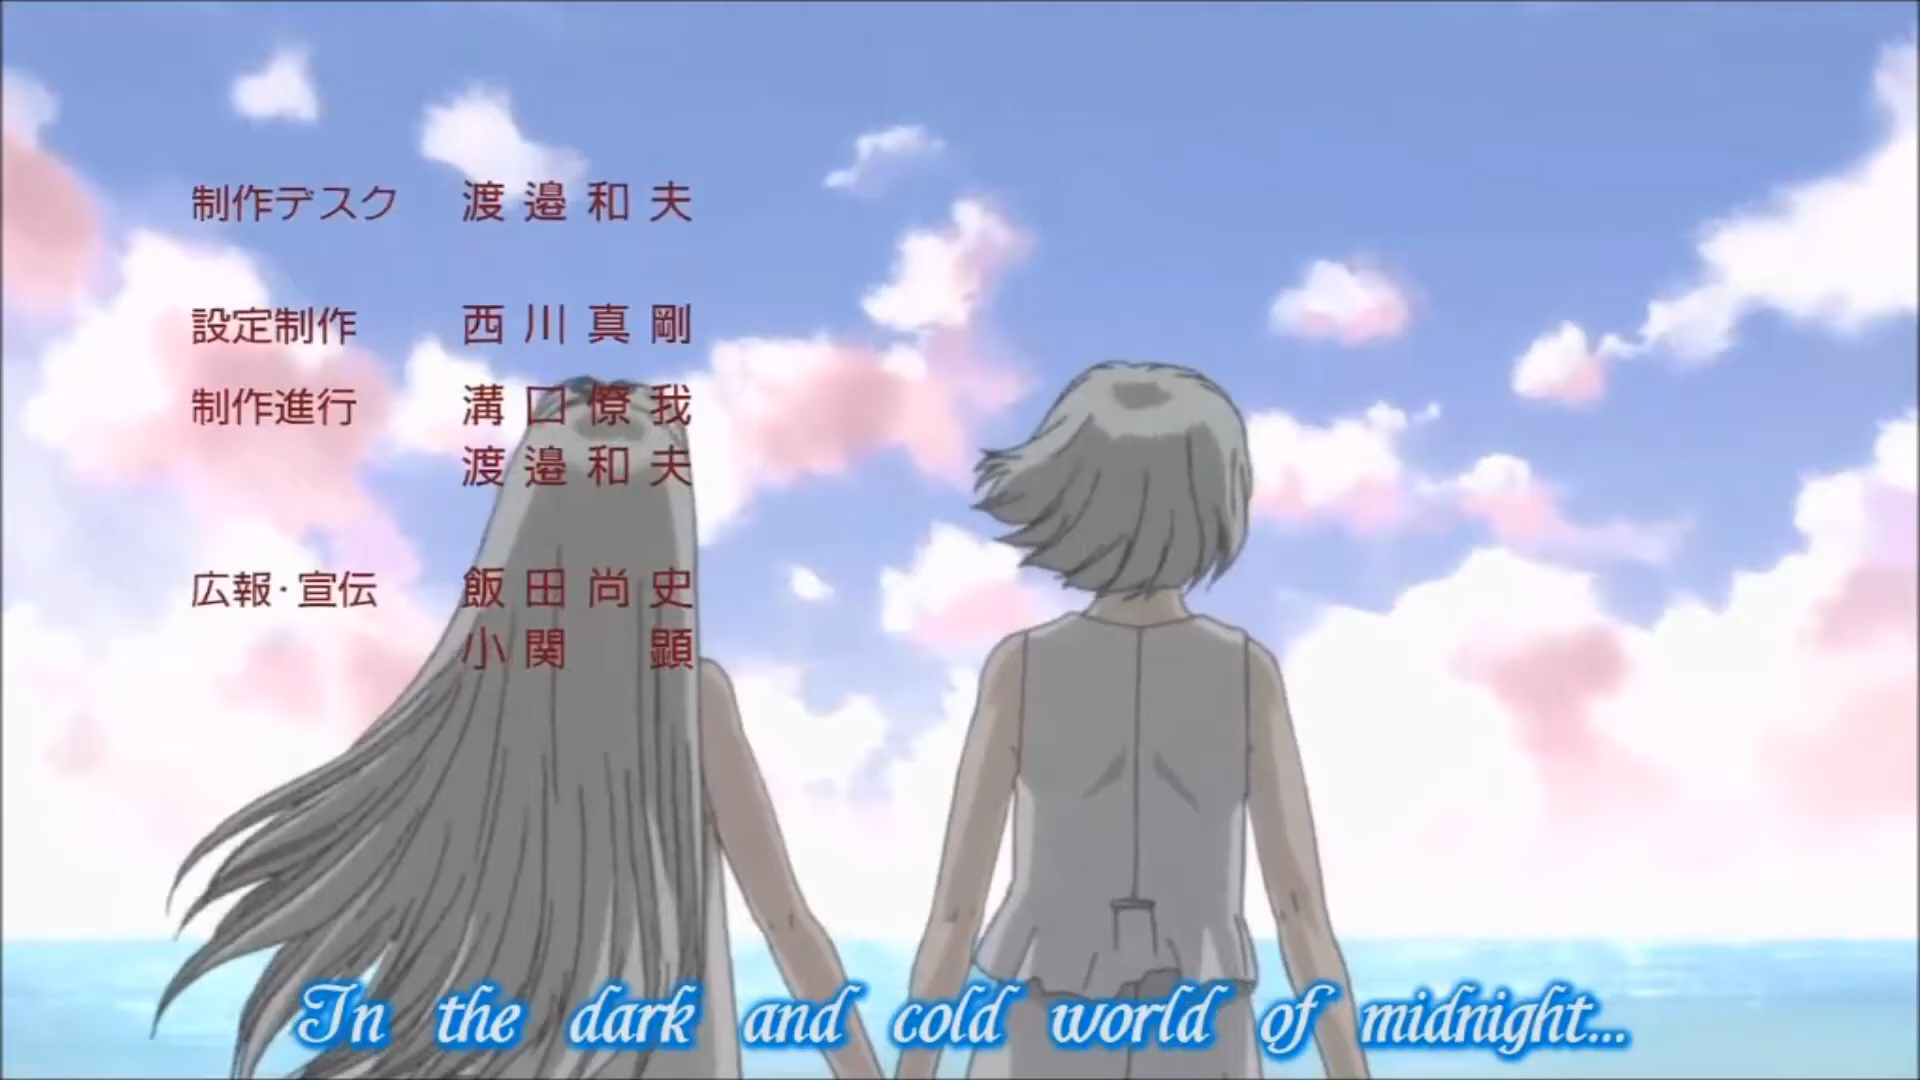 制作デスク 渡邉和夫
設定制作 西川真剛
制作進行 溝口僚我
渡邉和夫
広報・宣伝 飯田尚史
小関 顕
In the dark and cold world of midnight...